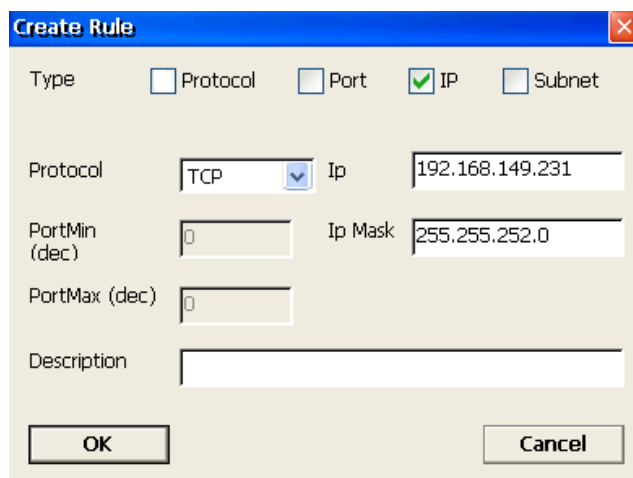 Create Rule
Type Protocol Port IP Subnet
Protocol TCP Ip 192.168.149.231
PortMin (dec) 0 Ip Mask 255.255.252.0
PortMax (dec) 0
Description
OK Cancel